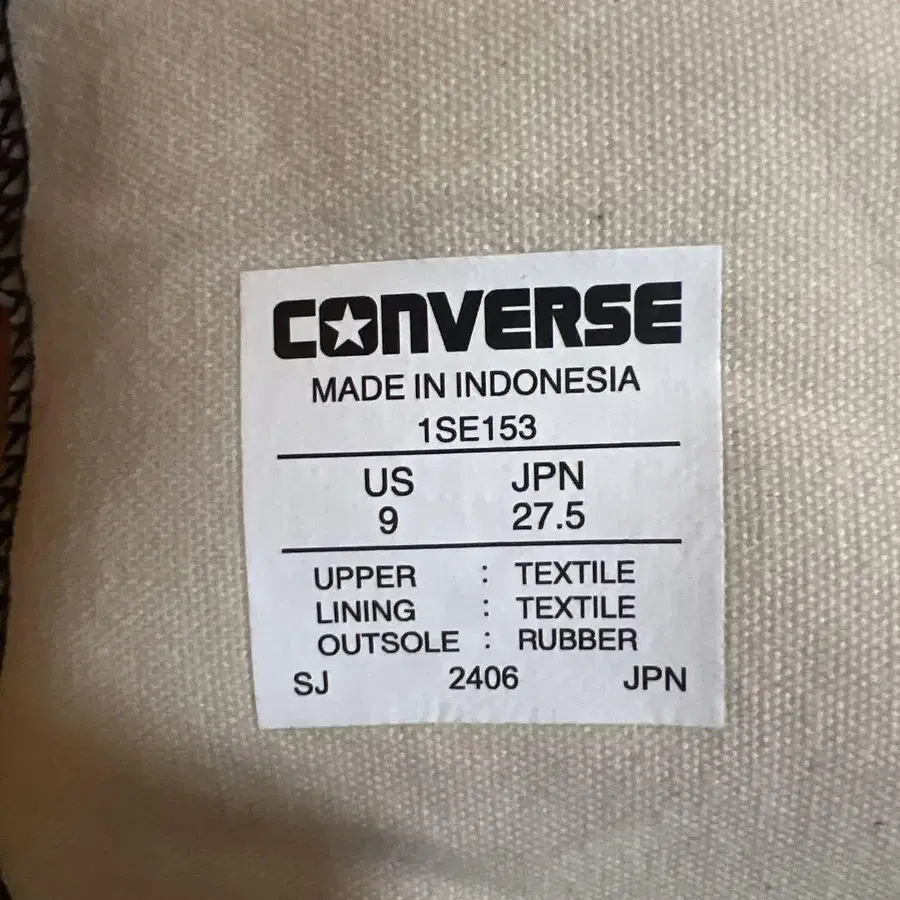 CONVERSE
MADE IN INDONESIA
1SE153
US JPN
9 27.5
UPPER : TEXTILE
LINING : TEXTILE
OUTSOLE : RUBBER
SJ 2406 JPN